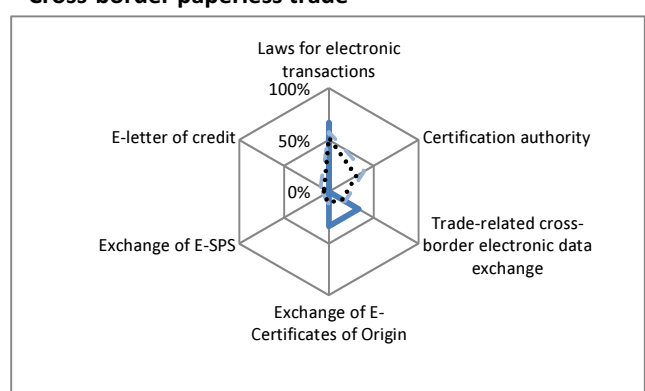 Cross-border paperless trade
Laws for electronic
transactions
100%
E-letter of credit
50%
Certification authority
0%
Exchange of E-SPS
Trade-related cross-
border electronic data
exchange
Exchange of E-
Certificates of Origin